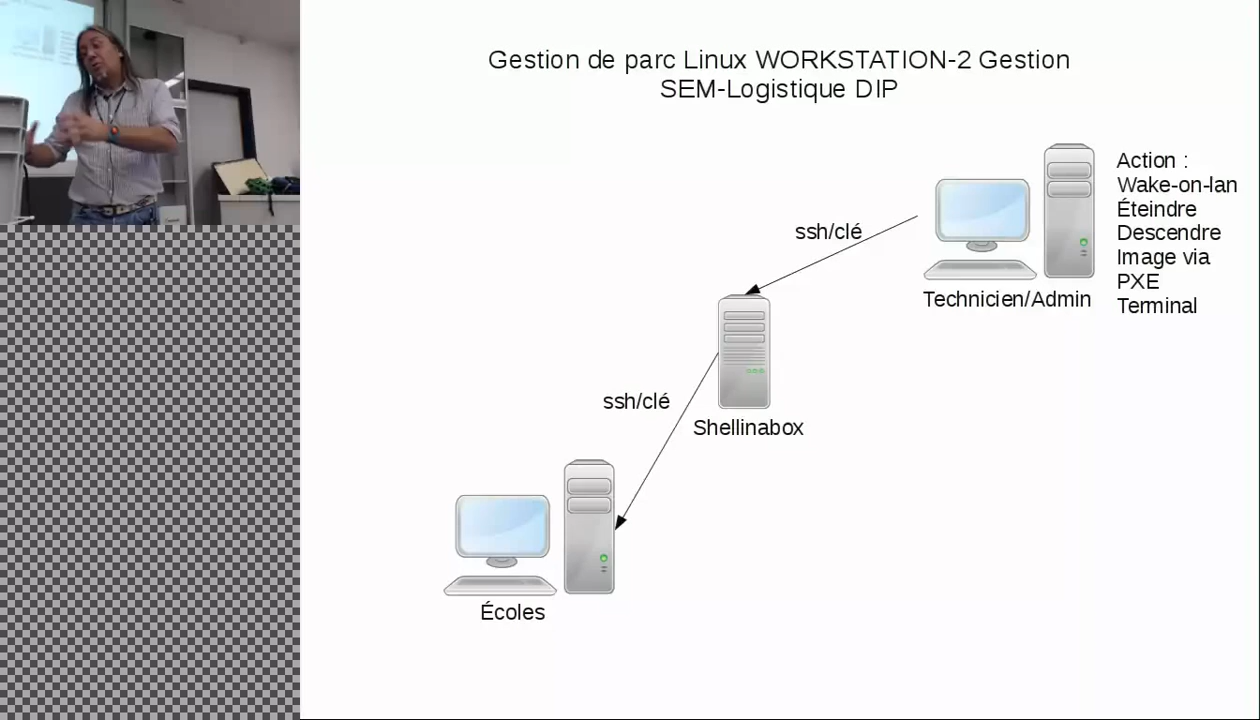 Gestion de parc Linux WORKSTATION-2 Gestion
SEM-Logistique DIP
Action :
Wake-on-lan
Éteindre
Descendre
Image via
PXE
Terminal
ssh/clé
Technicien/Admin
ssh/clé
Shellinabox
Écoles